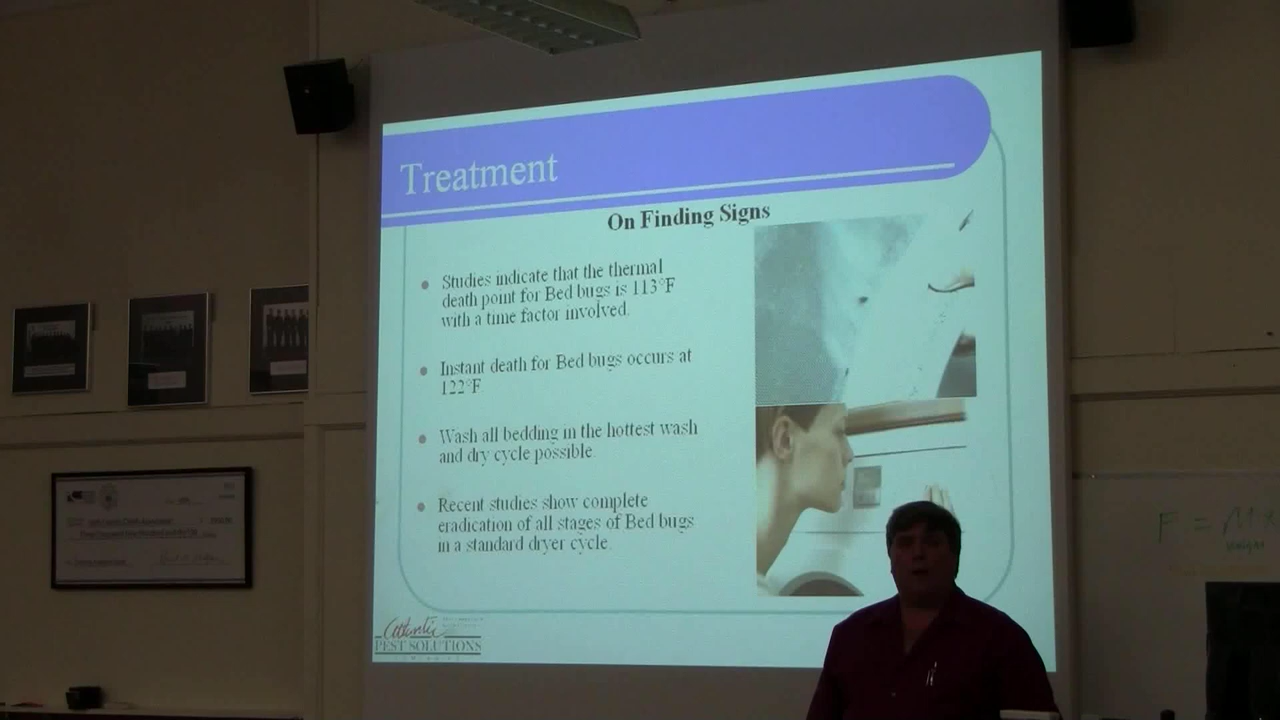 Treatment
On Finding Signs
Studies indicate that the thermal
death point for Bed bugs is 113°F
with a time factor involved.
Instant death for Bed bugs occurs at
122°F
Wash all bedding in the hottest wash
and dry cycle possible.
Recent studies show complete
eradication of all stages of Bed bugs
in a standard dryer cycle.
Atlantic
PEST SOLUTIONS
F = M